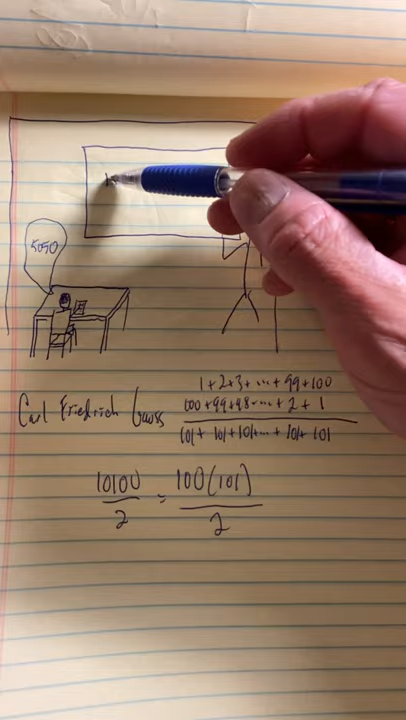 5050
1+2+3+...+99+100
100+99+98...+2+1
Carl Friedrich Gauss
101+101+101+...+101+101
10100/2 = 100(101)/2